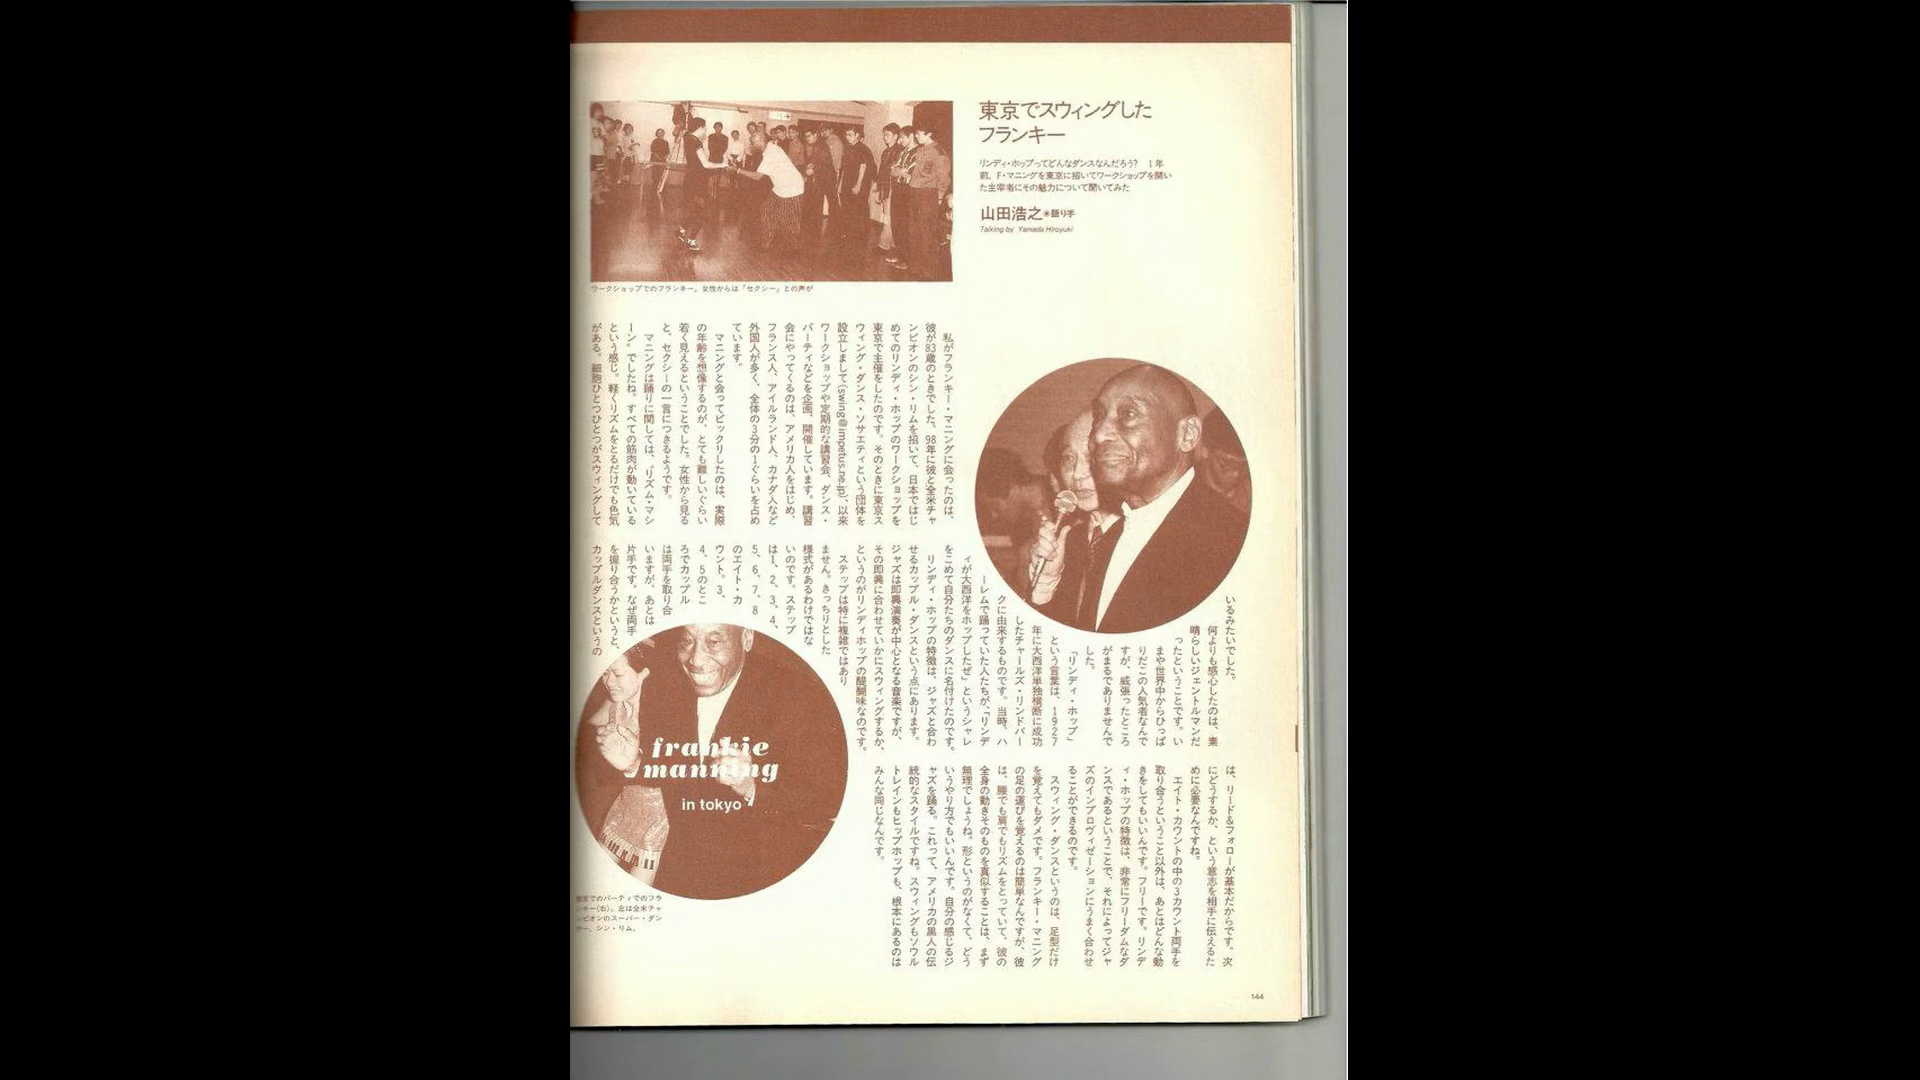 東京でスウィングした
フランキー
リンディ・ホップってどんなダンスなんだろう?　1年
前、F・マニングを東京に招いてワークショップを開い
た主宰者にその魅力について聞いてみた
山田浩之●語り手
Talking by Yamada Hiroyuki
ワークショップでのフランキー。女性からは「セクシー」との声が
私がフランキー・マニングに会ったのは、
彼が83歳のときでした。98年に彼と全米チャ
ンピオンのシン・リムを招いて、日本ではじ
めてのリンディ・ホップのワークショップを
東京で主催をしたのです。そのときに東京ス
ウィング・ダンス・ソサエティという団体を
設立しまして(swing@impetus.ne.jp)、以来
ワークショップや定期的な講習会、ダンス・
パーティなどを企画、開催しています。講習
会にやってくるのは、アメリカ人をはじめ、
フランス人、アイルランド人、カナダ人など
外国人が多く、全体の3分の1ぐらいを占め
ています。
マニングと会ってビックリしたのは、実際
の年齢を想像するのが、とても難しいぐらい
若く見えるということでした。女性から見る
と、セクシーの一言につきるようです。
マニングは踊りに関しては、“リズム・マシ
ーン”でしたね。すべての筋肉が動いている
という感じ。軽くリズムをとるだけでも色気
がある。細胞ひとつひとつがスウィングして
いるみたいでした。
何よりも感心したのは、素
晴らしいジェントルマンだ
ったということです。い
まや世界中からひっぱ
りだこの人気者なんで
すが、威張ったところ
がまるでありませんで
した。
「リンディ・ホップ」
という言葉は、1927
年に大西洋単独横断に成功
したチャールズ・リンドバー
クに由来するものです。当時、ハ
ーレムで踊っていた人たちが、「リンデ
ィが大西洋をホップしたぜ」というシャレ
をこめて自分たちのダンスに名付けたのです。
リンディ・ホップの特徴は、ジャズと合わ
せるカップル・ダンスという点にあります。
ジャズは即興演奏が中心となる音楽ですが、
その即興に合わせていかにスウィングするか、
というのがリンディホップの醍醐味なのです。
ステップは特に複雑ではあり
ません。きっちりとした
様式があるわけではな
いのです。ステップ
は1、2、3、4、
5、6、7、8
のエイト・カ
ウント。3、
4、5のとこ
ろでカップル
は両手を取り合
いますが、あとは
片手です。なぜ両手
を握り合うかというと、
カップルダンスというの
は、リード&フォローが基本だからです。次
にどうするか、という意志を相手に伝えるた
めに必要なんですね。
エイト・カウントの中の3カウント両手を
取り合うということ以外は、あとはどんな動
きをしてもいいんです。フリーです。リンデ
ィ・ホップの特徴は、非常にフリーダムなダ
ンスであるということで、それによってジャ
ズのインプロヴィゼーションにうまく合わせ
ることができるのです。
スウィング・ダンスというのは、足型だけ
を覚えてもダメです。フランキー・マニング
の足の運びを覚えるのは簡単なんですが、彼
は、腰でも肩でもリズムをとっていて、彼の
全身の動きそのものを真似することは、まず
無理でしょうね。形というのがなくて、どう
いうやり方でもいいんです。自分の感じるジ
ャズを踊る。これって、アメリカの黒人の伝
統的なスタイルですね。スウィングもソウル
トレインもヒップホップも、根本にあるのは
みんな同じなんです。
frankie
manning
in tokyo
東京でのパーティでのフラ
ンキー(右)。左は全米チャ
ンピオンのスーパー・ダン
サー、シン・リム。
144